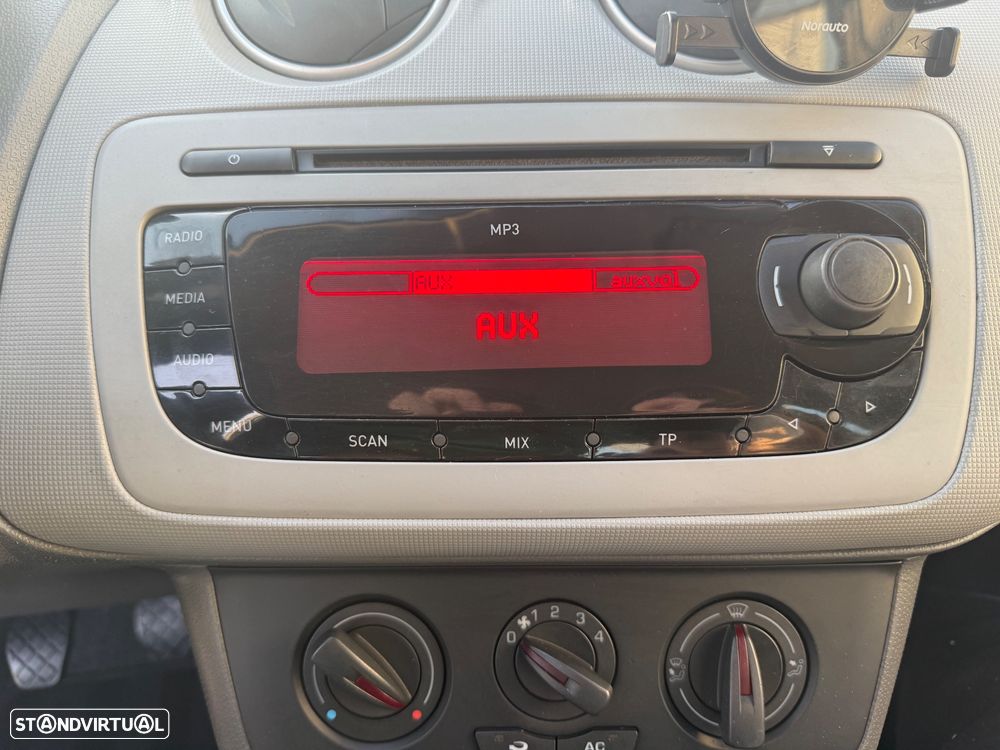 Norauto
RADIO
MP3
MEDIA
AUX
AUX
AUDIO
MENU
SCAN
MIX
TP
0 1 2 3 4
AC
STANDVIRTUAL